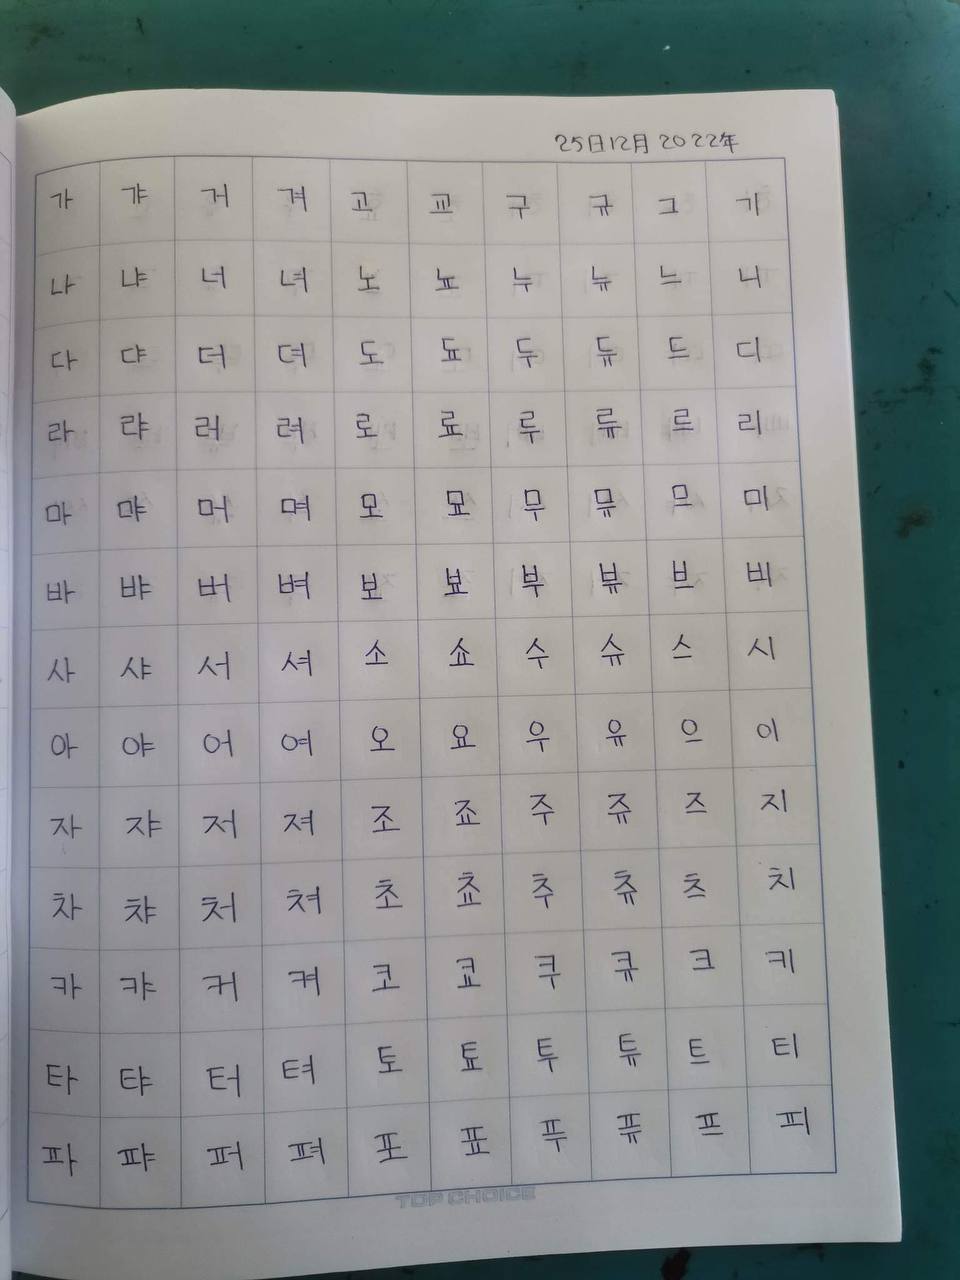 25日12月2022年
가 갸 거 겨 고 교 구 규 그 기
나 냐 너 녀 노 뇨 누 뉴 느 니
다 댜 더 뎌 도 됴 두 듀 드 디
라 랴 러 려 로 료 루 류 르 리
마 먀 머 며 모 묘 무 뮤 므 미
바 뱌 버 벼 보 뵤 부 뷰 브 비
사 샤 서 셔 소 쇼 수 슈 스 시
아 야 어 여 오 요 우 유 으 이
자 쟈 저 져 조 죠 주 쥬 즈 지
차 챠 처 쳐 초 쵸 추 츄 츠 치
카 캬 커 켜 코 쿄 쿠 큐 크 키
타 탸 터 텨 토 툐 투 튜 트 티
파 퍄 퍼 펴 포 표 푸 퓨 프 피
TOP CHOICE